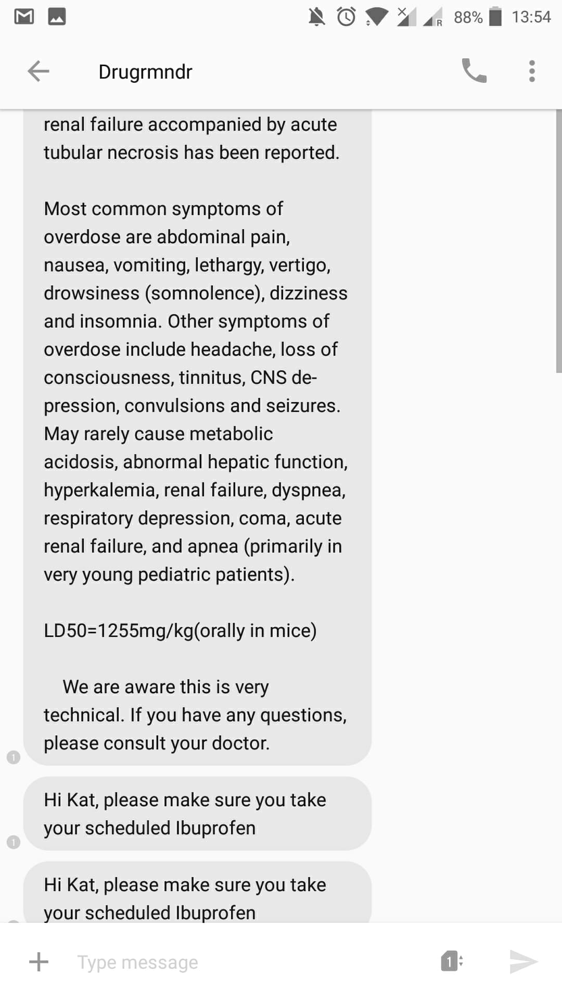 R 88% 13:54
Drugrmndr
renal failure accompanied by acute
tubular necrosis has been reported.
Most common symptoms of
overdose are abdominal pain,
nausea, vomiting, lethargy, vertigo,
drowsiness (somnolence), dizziness
and insomnia. Other symptoms of
overdose include headache, loss of
consciousness, tinnitus, CNS de-
pression, convulsions and seizures.
May rarely cause metabolic
acidosis, abnormal hepatic function,
hyperkalemia, renal failure, dyspnea,
respiratory depression, coma, acute
renal failure, and apnea (primarily in
very young pediatric patients).
LD50=1255mg/kg(orally in mice)
We are aware this is very
technical. If you have any questions,
please consult your doctor.
1
Hi Kat, please make sure you take
your scheduled Ibuprofen
1
Hi Kat, please make sure you take
your scheduled Ibuprofen
Type message 1